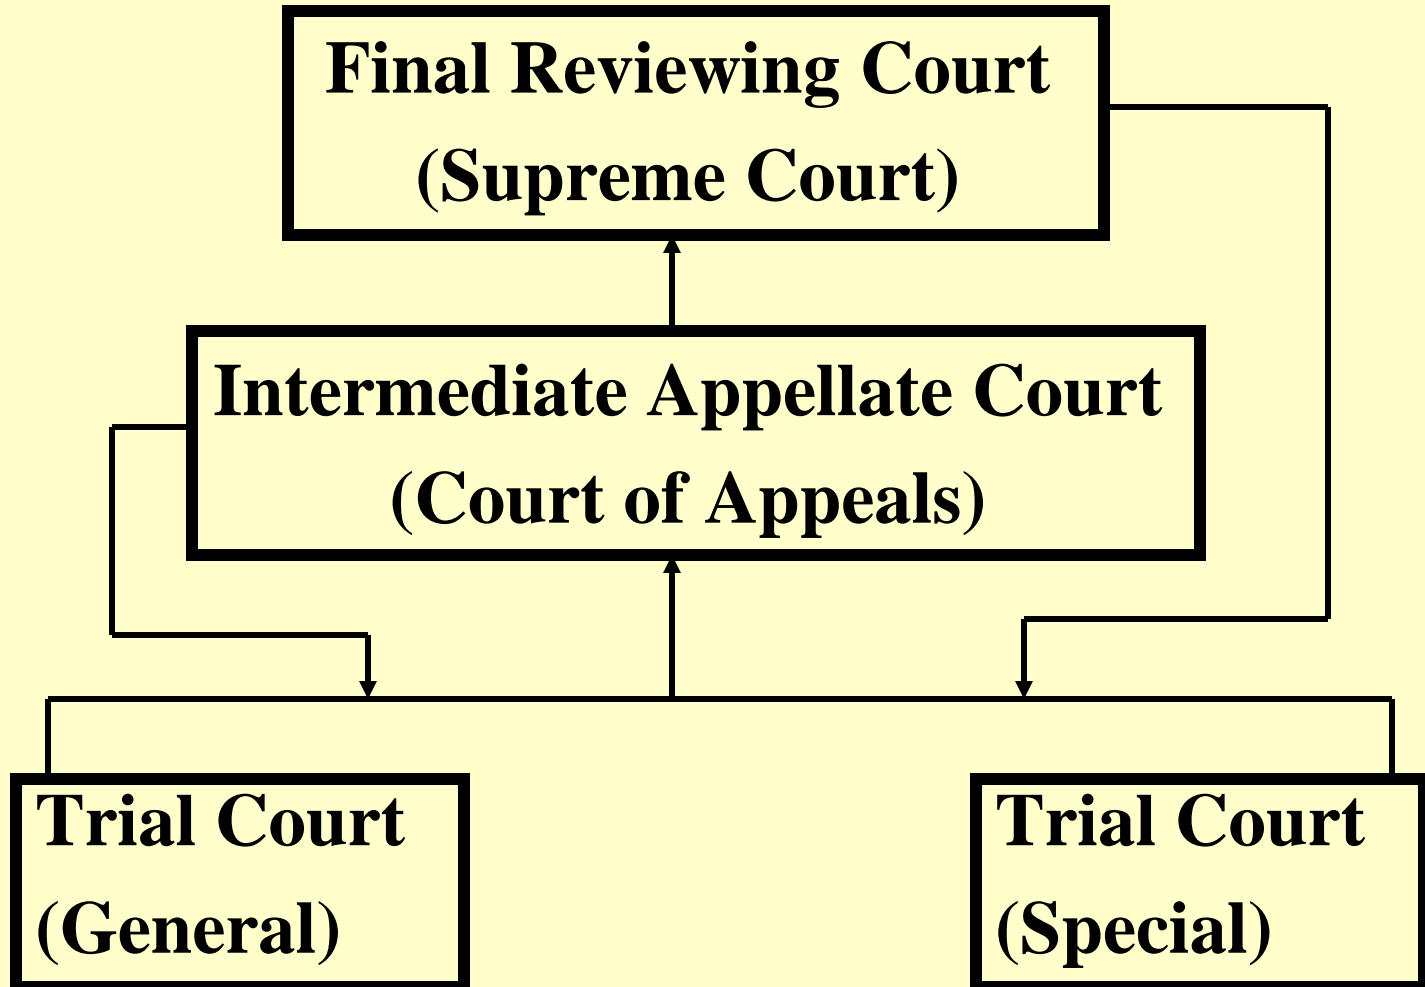 Final Reviewing Court
(Supreme Court)
Intermediate Appellate Court
(Court of Appeals)
Trial Court
(General)
Trial Court
(Special)